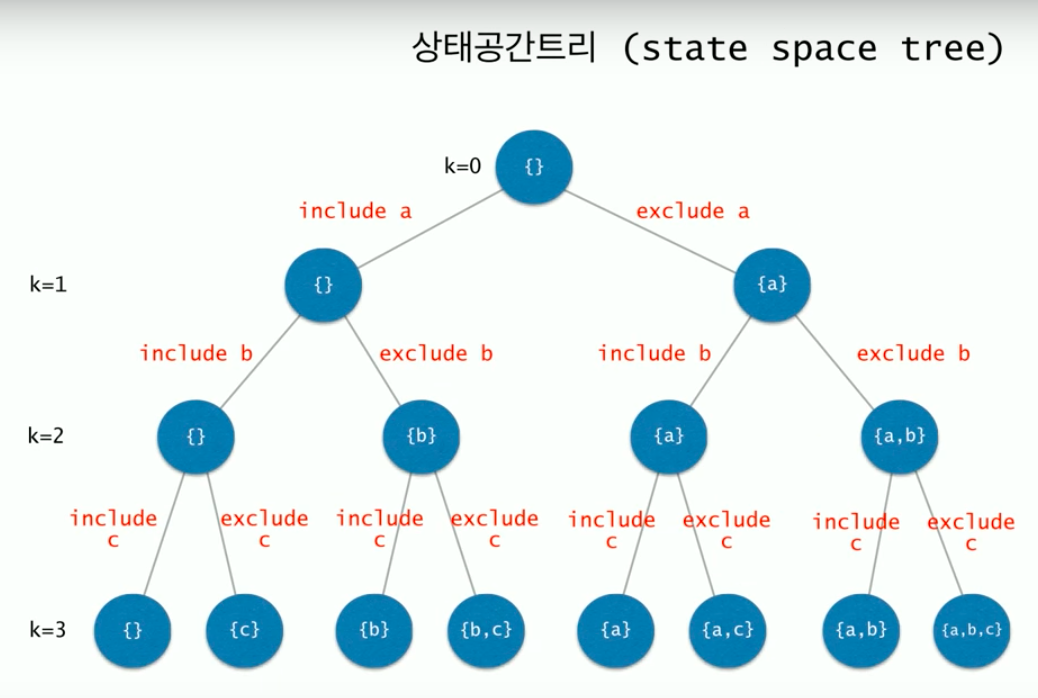 상태공간트리 (state space tree)
k=0 {}
include a exclude a
k=1 {} {a}
include b exclude b include b exclude b
k=2 {} {b} {a} {a,b}
include exclude include exclude include exclude include exclude
c c c c c c c c
k=3 {} {c} {b} {b,c} {a} {a,c} {a,b} {a,b,c}